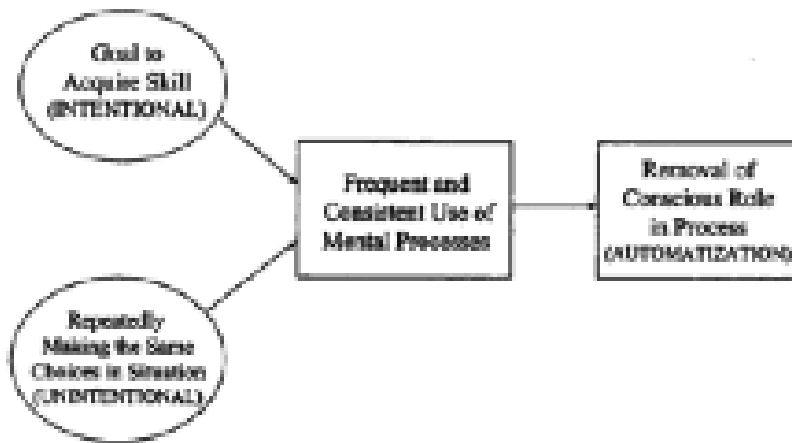 Goal to
Acquire Skill
(INTENTIONAL)
Frequent and
Consistent Use of
Mental Processes
Removal of
Conscious Role
in Process
(AUTOMATIZATION)
Repeatedly
Making the Same
Choices in Situation
(UNINTENTIONAL)